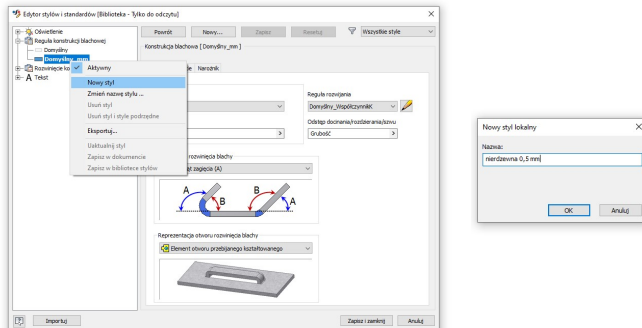 Edytor stylów i standardów [Biblioteka - Tylko do odczytu]
Oświetlenie
Reguła konstrukcji blachowej
Domyślny
Domyślny_mm
Rozwinięcie ko
Tekst
Aktywny
Nowy styl
Zmień nazwę stylu ...
Usuń styl
Usuń styl i style podrzędne
Eksportuj...
Uaktualnij styl
Zapisz w dokumencie
Zapisz w bibliotece stylów
Powrót
Nowy...
Zapisz
Resetuj
Wszystkie style
Konstrukcja blachowa [ Domyślny_mm ]
ie Narożnik
Reguła rozwijania
Domyślny_WspółczynnikK
Odstęp docinania/rozdzierania/szwu
Grubość
rozwinięcia blachy
ąt zagięcia (A)
A
B
B
A
Reprezentacja otworu rozwinięcia blachy
Element otworu przebijanego kształtowanego
Importuj
Zapisz i zamknij
Anuluj
Nowy styl lokalny
Nazwa:
nierdzewna 0,5 mm
OK
Anuluj